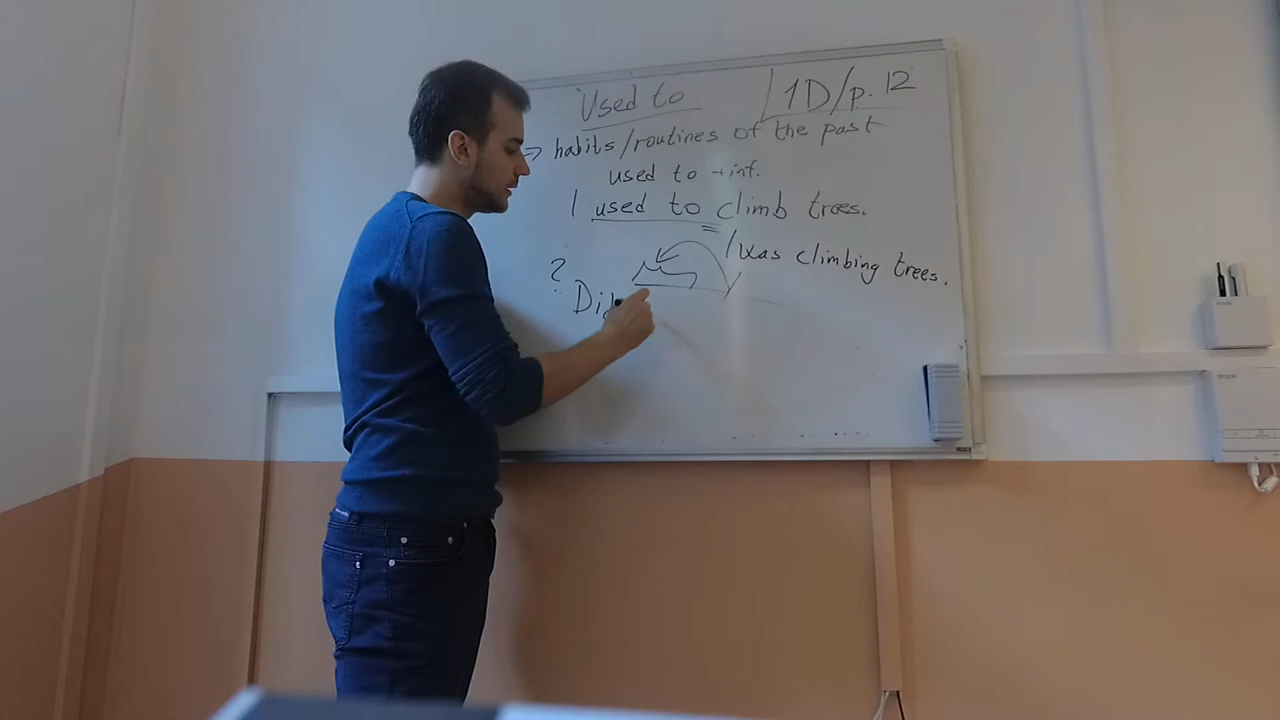 Used to
1D/p. 12
→ habits/routines of the past
used to + inf.
I used to climb trees.
I was climbing trees.
?
Did